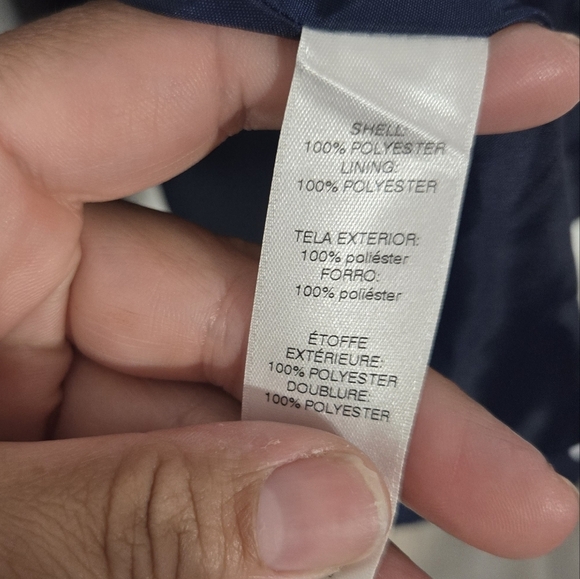 SHELL:
100% POLYESTER
LINING:
100% POLYESTER
TELA EXTERIOR:
100% poliéster
FORRO:
100% poliéster
ÉTOFFE
EXTÉRIEURE:
100% POLYESTER
DOUBLURE:
100% POLYESTER